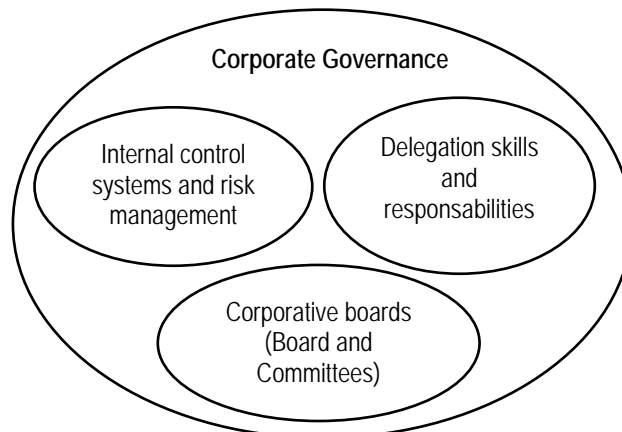 Corporate Governance
Internal control
systems and risk
management
Delegation skills
and
responsabilities
Corporative boards
(Board and
Committees)